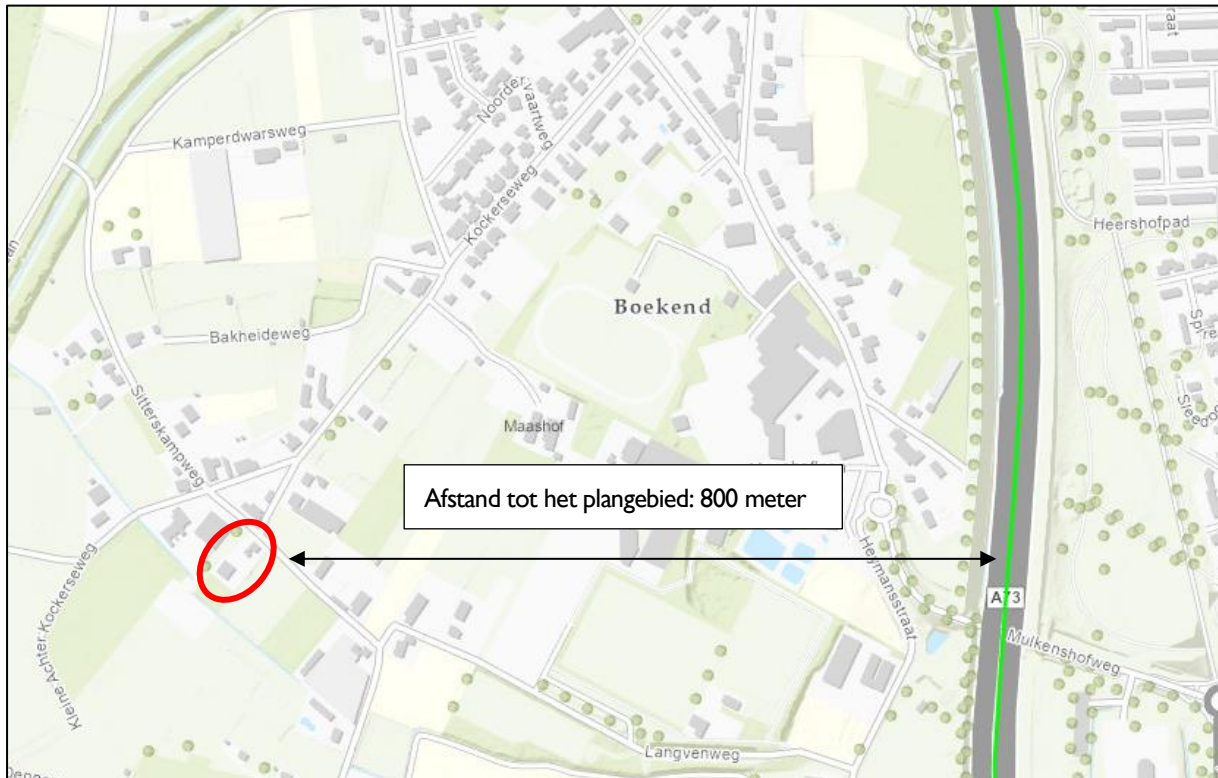 Kamperdwarsweg
Noordervaartweg
Kockerseweg
Heershofpad
Boekend
Bakheideweg
Sitterskampweg
Maashof
Afstand tot het plangebied: 800 meter
Heymansstraat
A73
Mulkenshofweg
Kleine Achter Kockerseweg
Langvenweg